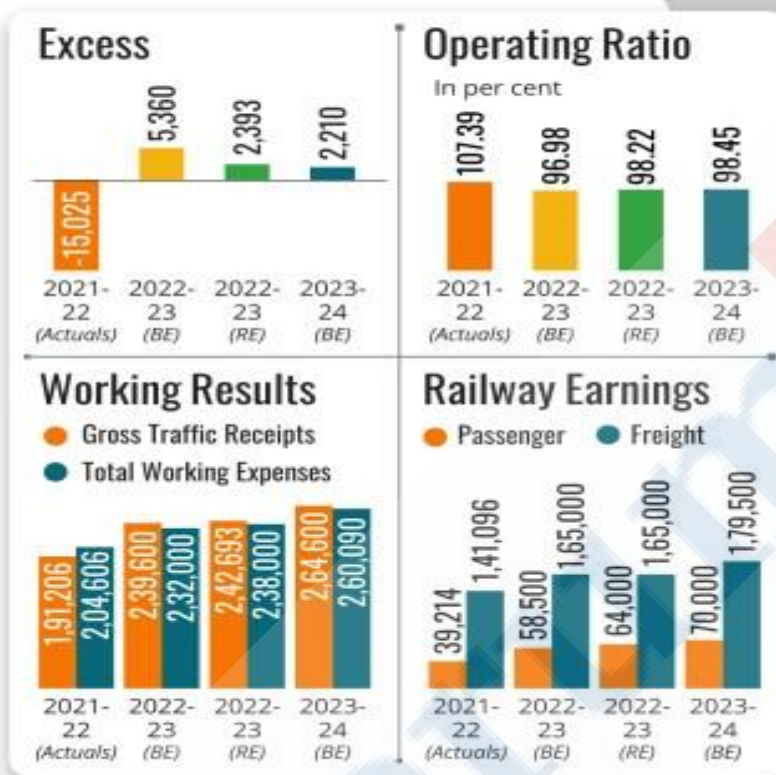 Excess
-15,025
5,360
2,393
2,210
2021-22 (Actuals)
2022-23 (BE)
2022-23 (RE)
2023-24 (BE)
Operating Ratio
In per cent
107.39
96.98
98.22
98.45
2021-22 (Actuals)
2022-23 (BE)
2022-23 (RE)
2023-24 (BE)
Working Results
Gross Traffic Receipts
Total Working Expenses
1,91,206
2,04,606
2,39,600
2,32,000
2,42,693
2,38,000
2,64,600
2,60,090
2021-22 (Actuals)
2022-23 (BE)
2022-23 (RE)
2023-24 (BE)
Railway Earnings
Passenger
Freight
39,214
1,41,096
58,500
1,65,000
64,000
1,65,000
70,000
1,79,500
2021-22 (Actuals)
2022-23 (BE)
2022-23 (RE)
2023-24 (BE)